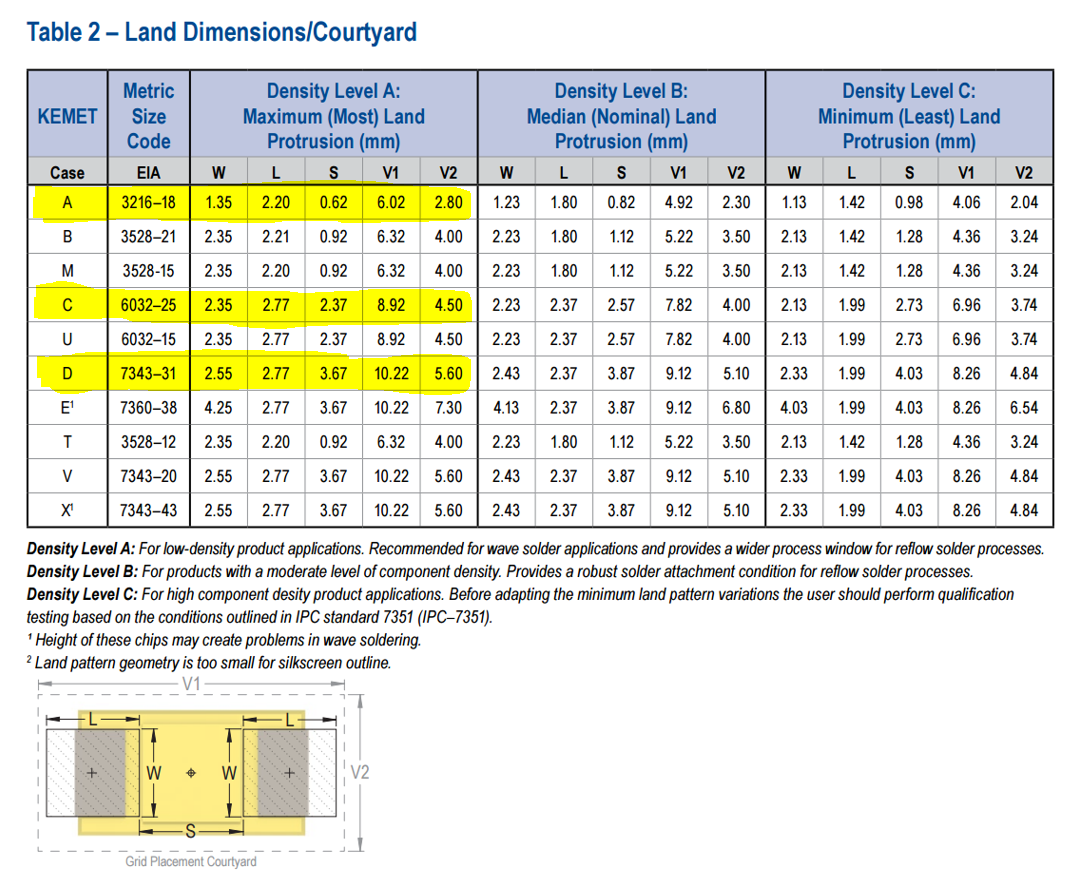 Table 2 – Land Dimensions/Courtyard
KEMET Metric Size Code Density Level A: Maximum (Most) Land Protrusion (mm) Density Level B: Median (Nominal) Land Protrusion (mm) Density Level C: Minimum (Least) Land Protrusion (mm)
Case EIA W L S V1 V2 W L S V1 V2 W L S V1 V2
A 3216–18 1.35 2.20 0.62 6.02 2.80 1.23 1.80 0.82 4.92 2.30 1.13 1.42 0.98 4.06 2.04
B 3528–21 2.35 2.21 0.92 6.32 4.00 2.23 1.80 1.12 5.22 3.50 2.13 1.42 1.28 4.36 3.24
M 3528-15 2.35 2.20 0.92 6.32 4.00 2.23 1.80 1.12 5.22 3.50 2.13 1.42 1.28 4.36 3.24
C 6032–25 2.35 2.77 2.37 8.92 4.50 2.23 2.37 2.57 7.82 4.00 2.13 1.99 2.73 6.96 3.74
U 6032–15 2.35 2.77 2.37 8.92 4.50 2.23 2.37 2.57 7.82 4.00 2.13 1.99 2.73 6.96 3.74
D 7343–31 2.55 2.77 3.67 10.22 5.60 2.43 2.37 3.87 9.12 5.10 2.33 1.99 4.03 8.26 4.84
E¹ 7360–38 4.25 2.77 3.67 10.22 7.30 4.13 2.37 3.87 9.12 6.80 4.03 1.99 4.03 8.26 6.54
T 3528–12 2.35 2.20 0.92 6.32 4.00 2.23 1.80 1.12 5.22 3.50 2.13 1.42 1.28 4.36 3.24
V 7343–20 2.55 2.77 3.67 10.22 5.60 2.43 2.37 3.87 9.12 5.10 2.33 1.99 4.03 8.26 4.84
X¹ 7343–43 2.55 2.77 3.67 10.22 5.60 2.43 2.37 3.87 9.12 5.10 2.33 1.99 4.03 8.26 4.84
Density Level A: For low-density product applications. Recommended for wave solder applications and provides a wider process window for reflow solder processes.
Density Level B: For products with a moderate level of component density. Provides a robust solder attachment condition for reflow solder processes.
Density Level C: For high component desity product applications. Before adapting the minimum land pattern variations the user should perform qualification
testing based on the conditions outlined in IPC standard 7351 (IPC–7351).
¹ Height of these chips may create problems in wave soldering.
² Land pattern geometry is too small for silkscreen outline.
V1
L L
W W V2
S
Grid Placement Courtyard